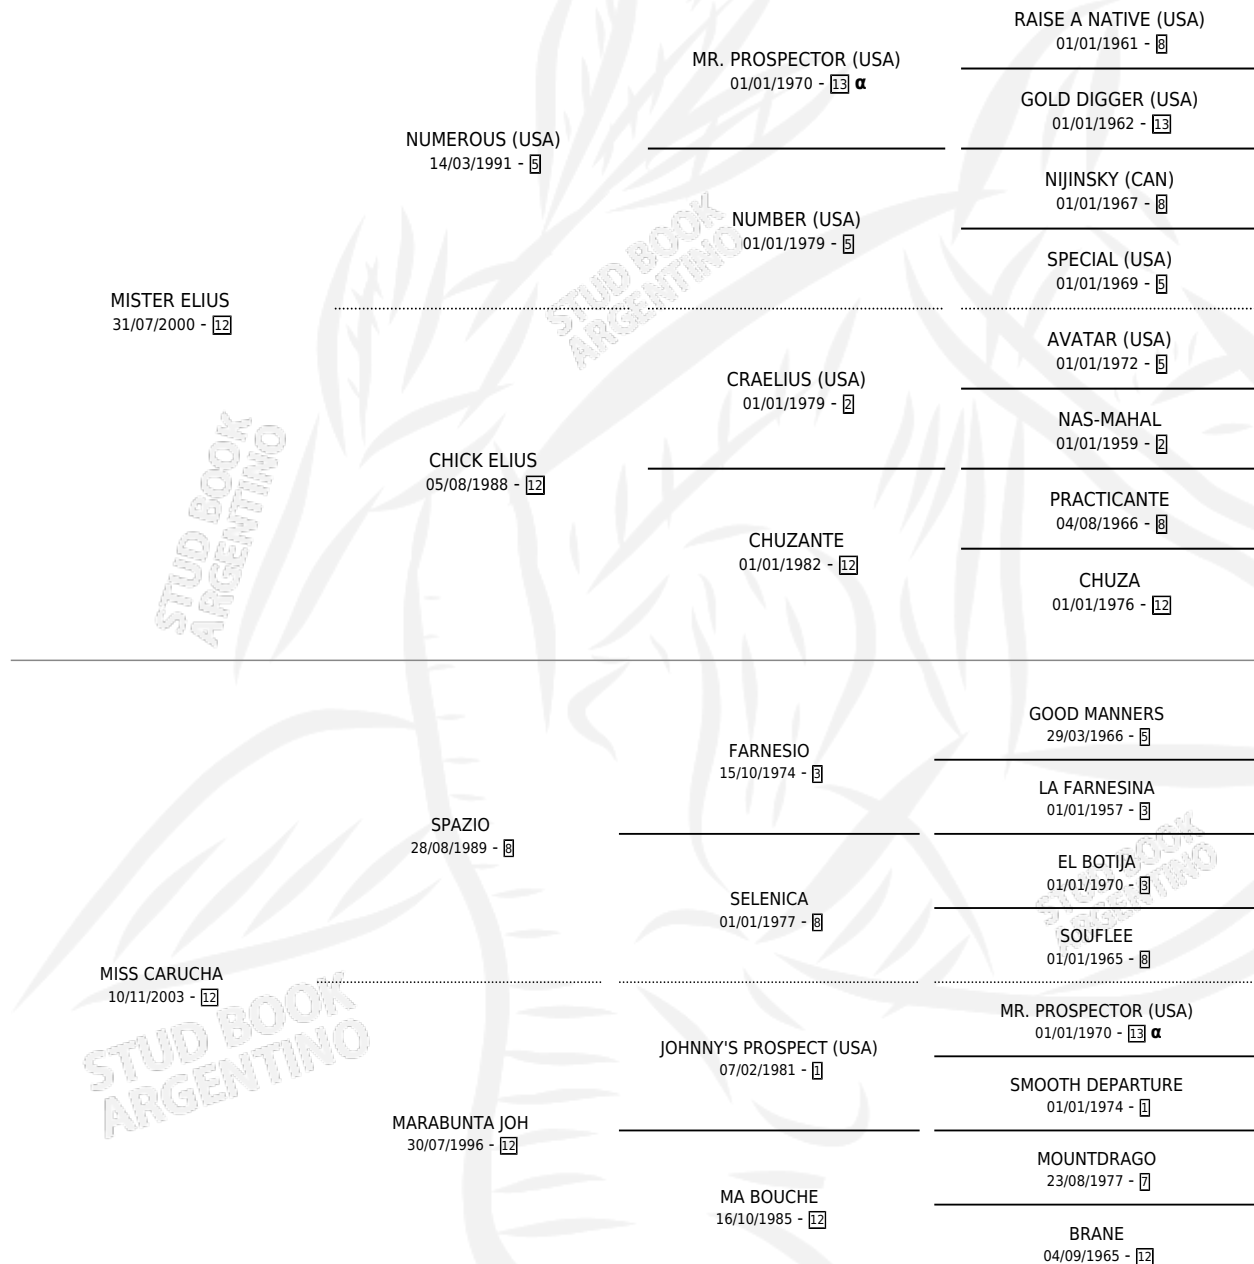 RAISE A NATIVE (USA)
01/01/1961 - 8
MR. PROSPECTOR (USA)
01/01/1970 - 13 α
GOLD DIGGER (USA)
01/01/1962 - 13
NUMEROUS (USA)
14/03/1991 - 5
NIJINSKY (CAN)
01/01/1967 - 8
NUMBER (USA)
01/01/1979 - 5
SPECIAL (USA)
01/01/1969 - 5
MISTER ELIUS
31/07/2000 - 12
AVATAR (USA)
01/01/1972 - 5
CRAELIUS (USA)
01/01/1979 - 2
NAS-MAHAL
01/01/1959 - 2
CHICK ELIUS
05/08/1988 - 12
PRACTICANTE
04/08/1966 - 8
CHUZANTE
01/01/1982 - 12
CHUZA
01/01/1976 - 12
GOOD MANNERS
29/03/1966 - 5
FARNESIO
15/10/1974 - 3
LA FARNESINA
01/01/1957 - 3
SPAZIO
28/08/1989 - 8
EL BOTIJA
01/01/1970 - 3
SELENICA
01/01/1977 - 8
SOUFLEE
01/01/1965 - 8
MISS CARUCHA
10/11/2003 - 12
MR. PROSPECTOR (USA)
01/01/1970 - 13 α
JOHNNY'S PROSPECT (USA)
07/02/1981 - 1
SMOOTH DEPARTURE
01/01/1974 - 1
MARABUNTA JOH
30/07/1996 - 12
MOUNTDRAGO
23/08/1977 - 7
MA BOUCHE
16/10/1985 - 12
BRANE
04/09/1965 - 12
STUD BOOK
ARGENTINO
STUD BOOK
ARGENTINO
STUD BOOK
ARGENTINO
STUD BOOK
ARGENTINO